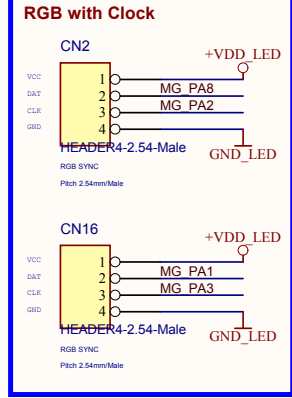 RGB with Clock
CN2
+VDD_LED
VCC 1
DAT 2 MG_PA8
CLK 3 MG_PA2
GND 4
HEADER4-2.54-Male
GND_LED
RGB SYNC
Pitch 2.54mm/Male
CN16
+VDD_LED
VCC 1
DAT 2 MG_PA1
CLK 3 MG_PA3
GND 4
HEADER4-2.54-Male
GND_LED
RGB SYNC
Pitch 2.54mm/Male